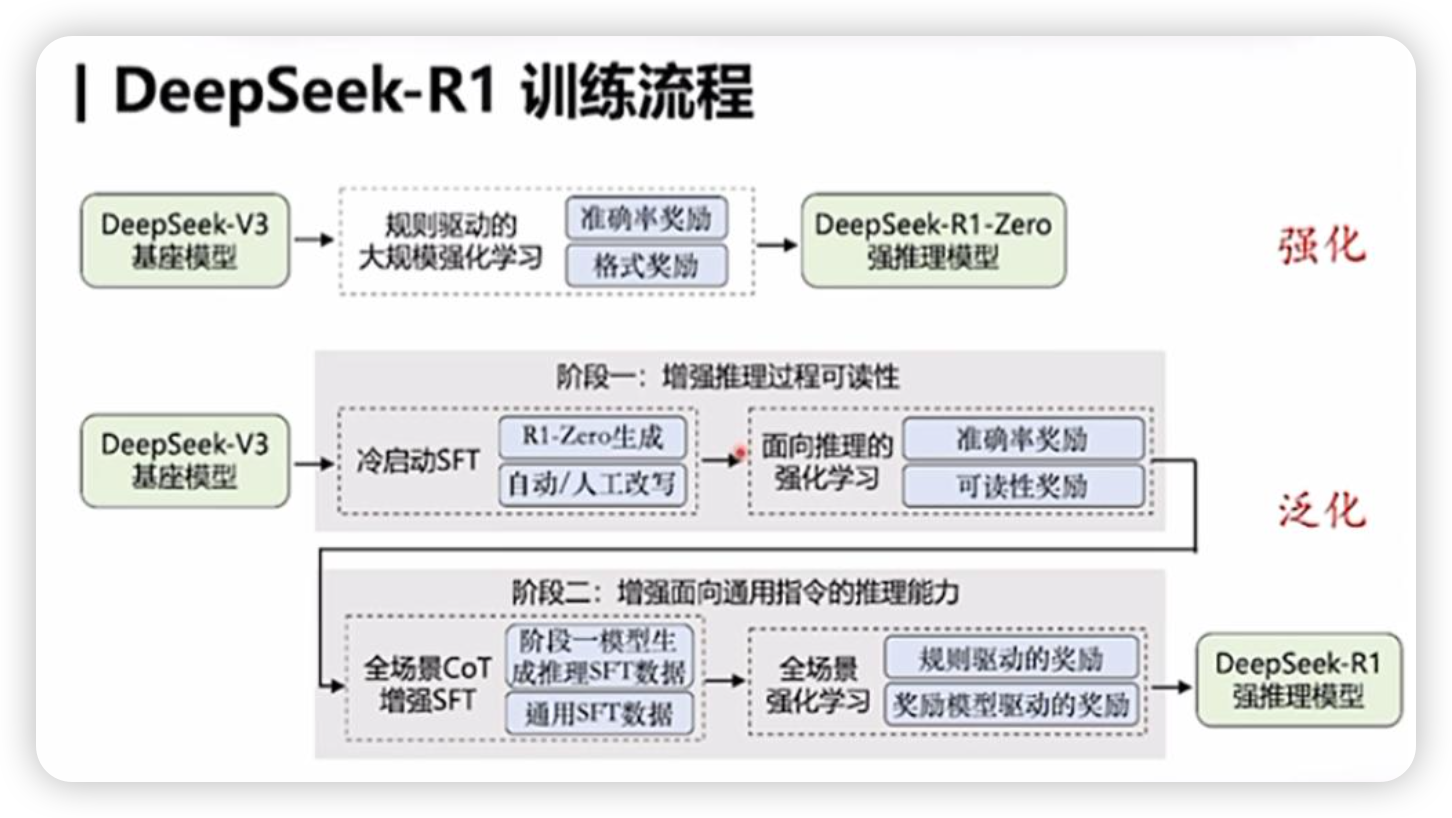 DeepSeek-R1 训练流程
DeepSeek-V3
基座模型
规则驱动的
大规模强化学习
准确率奖励
格式奖励
DeepSeek-R1-Zero
强推理模型
强化
阶段一：增强推理过程可读性
DeepSeek-V3
基座模型
冷启动SFT
R1-Zero生成
自动/人工改写
面向推理的
强化学习
准确率奖励
可读性奖励
泛化
阶段二：增强面向通用指令的推理能力
全场景CoT
增强SFT
阶段一模型生
成推理SFT数据
通用SFT数据
全场景
强化学习
规则驱动的奖励
奖励模型驱动的奖励
DeepSeek-R1
强推理模型